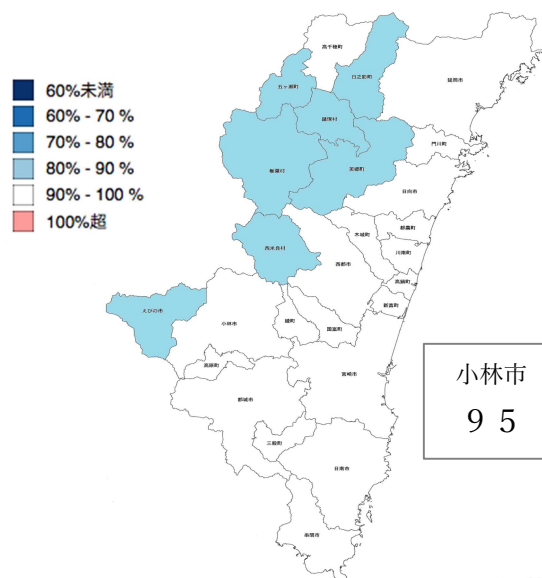 60%未満
60% - 70 %
70% - 80 %
80% - 90 %
90% - 100 %
100%超
高千穂町
日之影町
延岡市
五ヶ瀬町
諸塚村
門川町
椎葉村
美郷町
日向市
木城町
都農町
西米良村
西都市
川南町
高鍋町
えびの市
新富町
小林市
綾町
国富町
高原町
宮崎市
都城市
三股町
日南市
串間市
小林市
９５